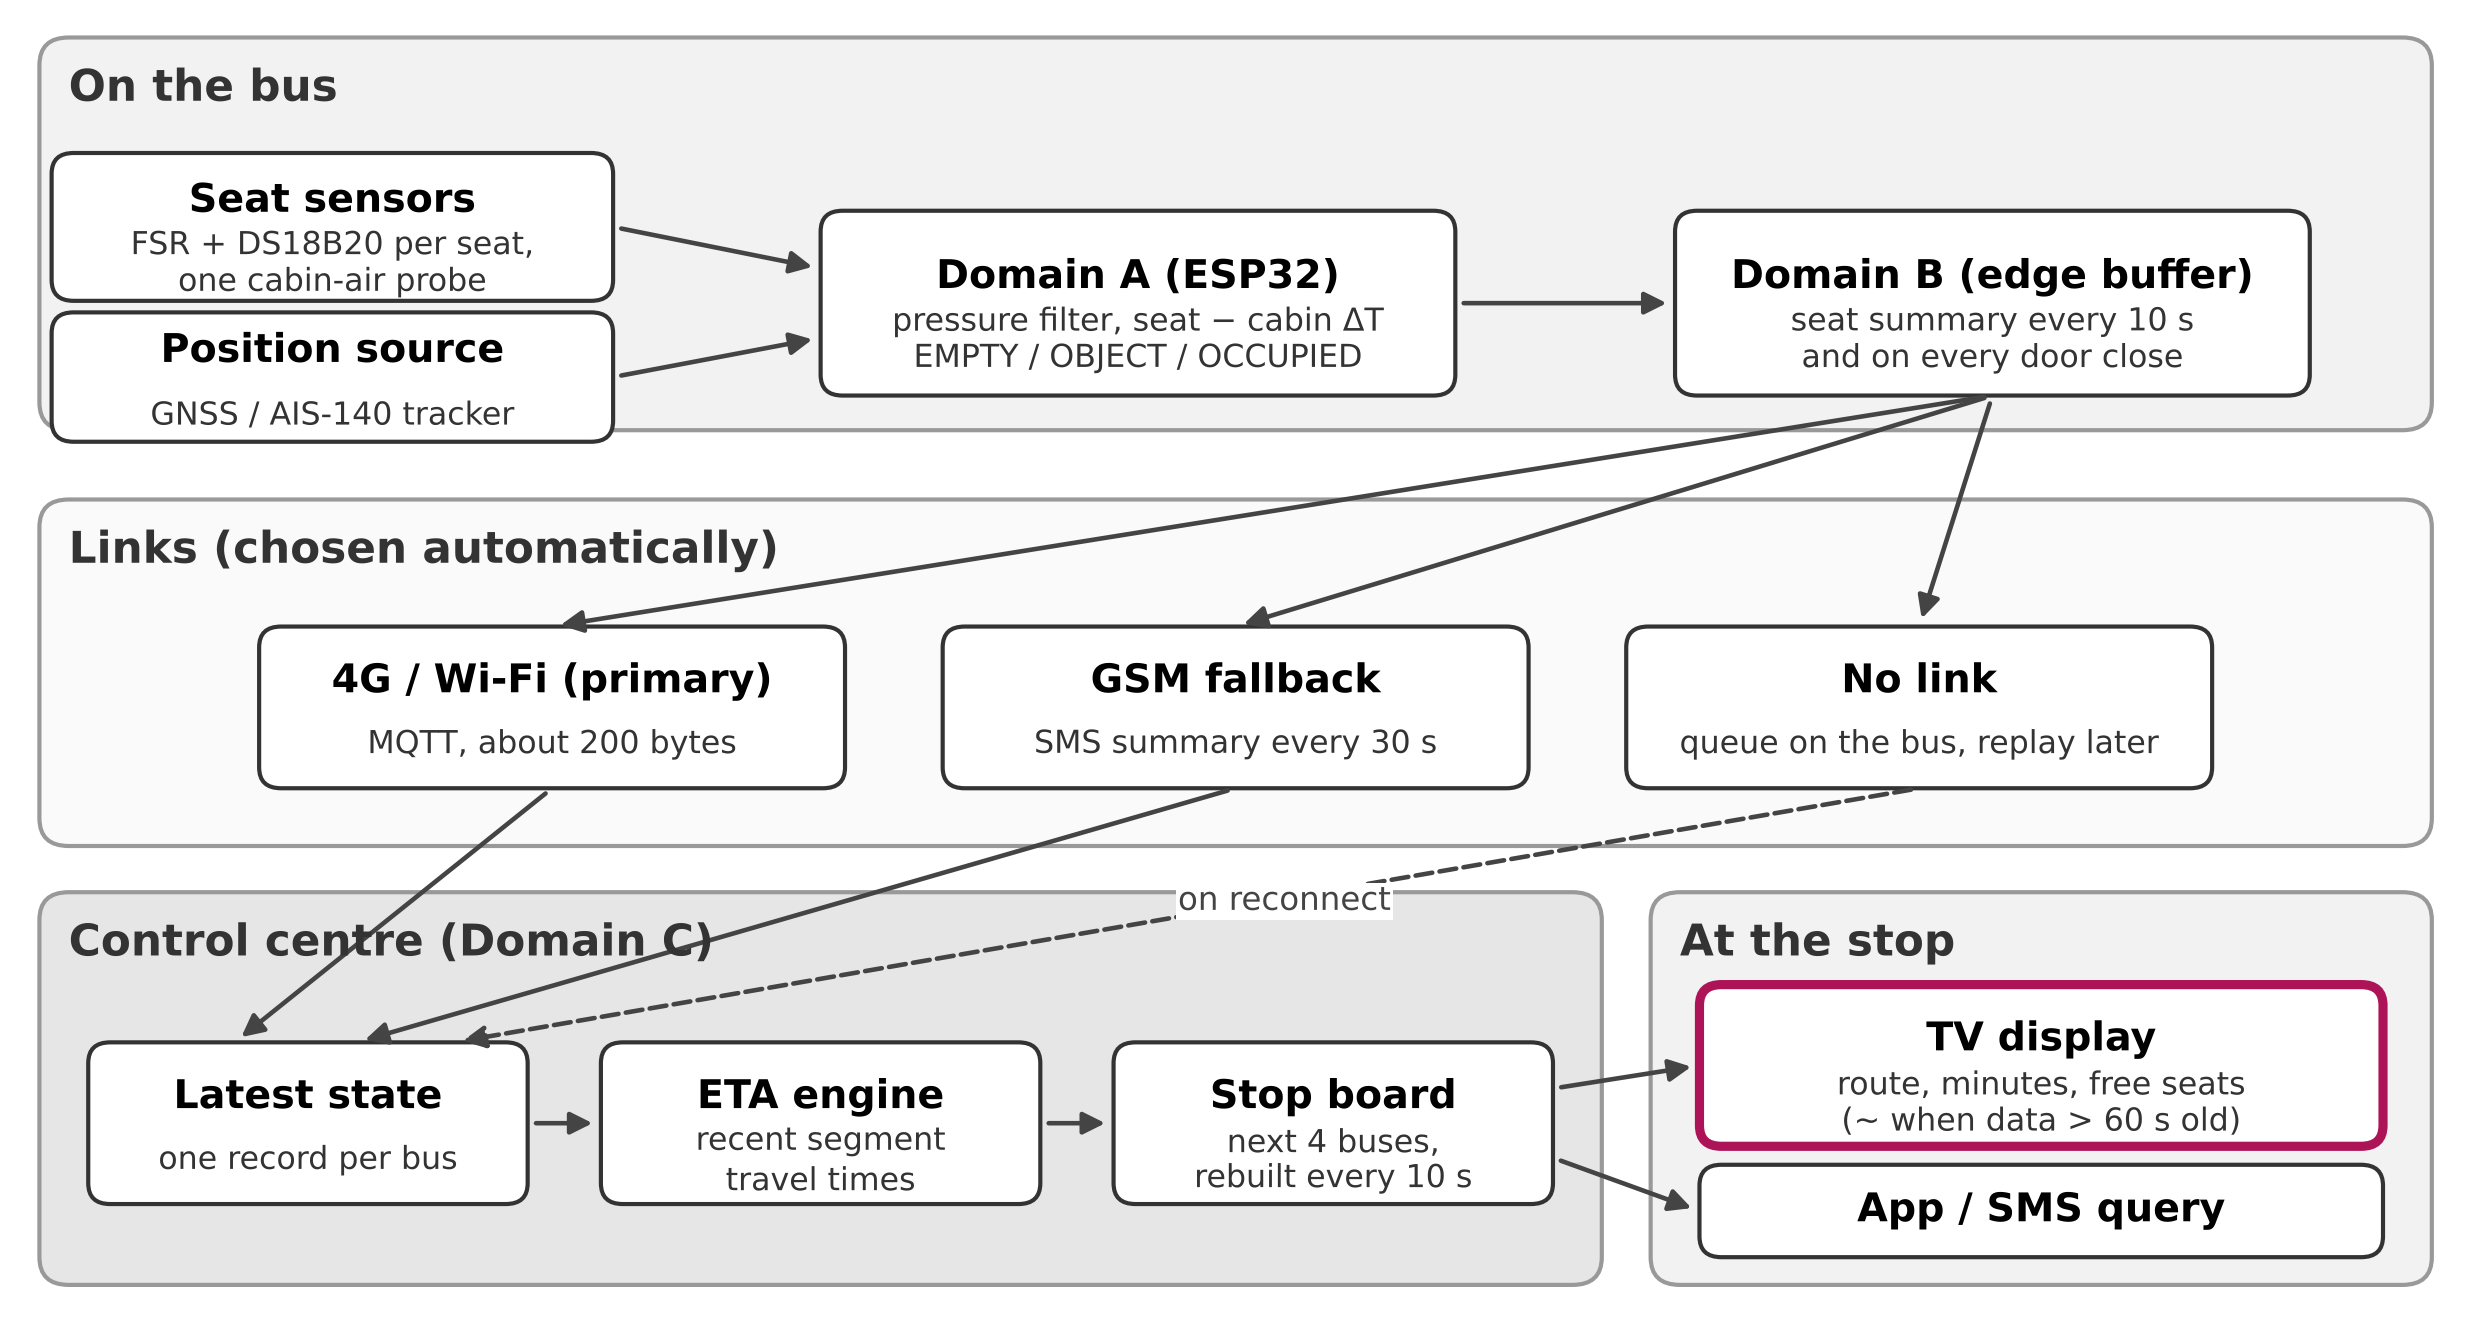 On the bus
Seat sensors
FSR + DS18B20 per seat,
one cabin-air probe
Position source
GNSS / AIS-140 tracker
Domain A (ESP32)
pressure filter, seat − cabin ΔT
EMPTY / OBJECT / OCCUPIED
Domain B (edge buffer)
seat summary every 10 s
and on every door close
Links (chosen automatically)
4G / Wi-Fi (primary)
MQTT, about 200 bytes
GSM fallback
SMS summary every 30 s
No link
queue on the bus, replay later
on reconnect
Control centre (Domain C)
Latest state
one record per bus
ETA engine
recent segment
travel times
Stop board
next 4 buses,
rebuilt every 10 s
At the stop
TV display
route, minutes, free seats
(~ when data > 60 s old)
App / SMS query